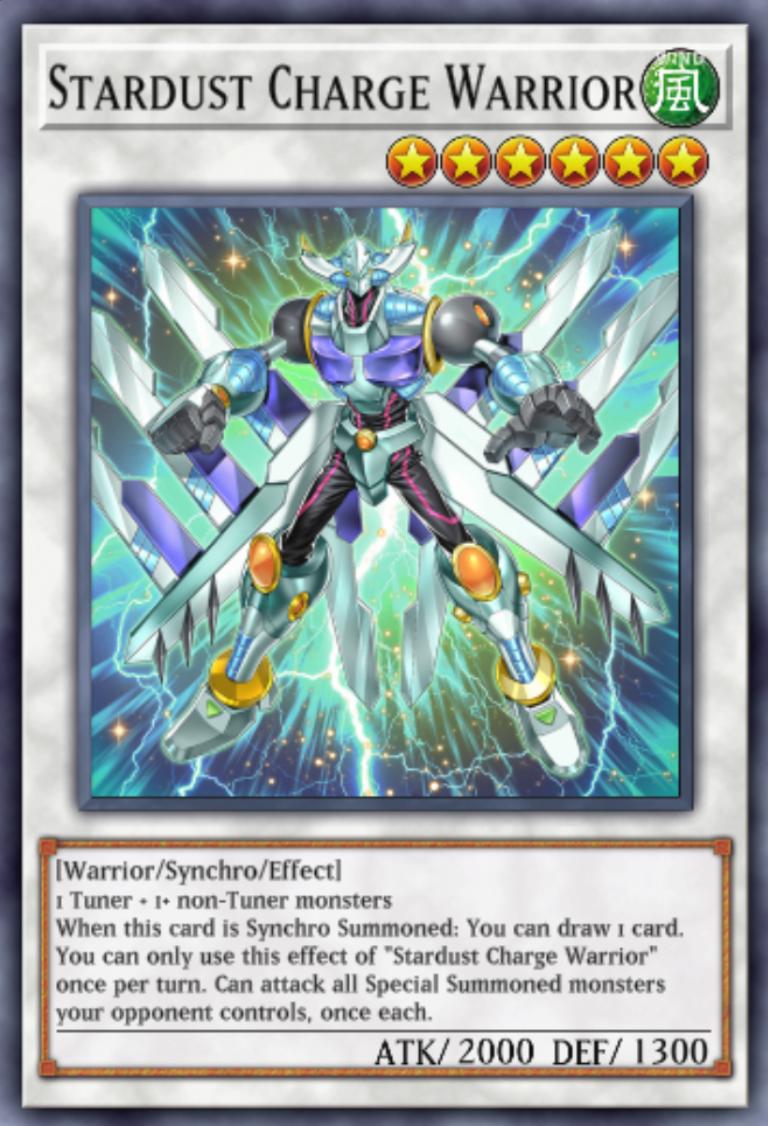 STARDUST CHARGE WARRIOR
WIND
風
[Warrior/Synchro/Effect]
1 Tuner + 1+ non-Tuner monsters
When this card is Synchro Summoned: You can draw 1 card.
You can only use this effect of "Stardust Charge Warrior"
once per turn. Can attack all Special Summoned monsters
your opponent controls, once each.
ATK/ 2000 DEF/ 1300